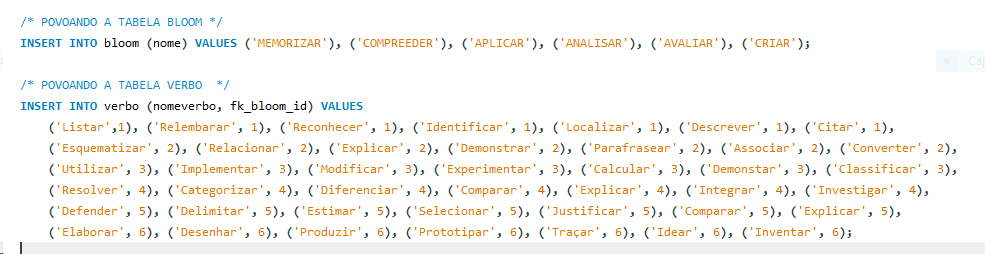 /* POVOANDO A TABELA BLOOM */
INSERT INTO bloom (nome) VALUES ('MEMORIZAR'), ('COMPREEDER'), ('APLICAR'), ('ANALISAR'), ('AVALIAR'), ('CRIAR');
/* POVOANDO A TABELA VERBO  */
INSERT INTO verbo (nomeverbo, fk_bloom_id) VALUES
('Listar',1), ('Relembarar', 1), ('Reconhecer', 1), ('Identificar', 1), ('Localizar', 1), ('Descrever', 1), ('Citar', 1),
('Esquematizar', 2), ('Relacionar', 2), ('Explicar', 2), ('Demonstrar', 2), ('Parafrasear', 2), ('Associar', 2), ('Converter', 2),
('Utilizar', 3), ('Implementar', 3), ('Modificar', 3), ('Experimentar', 3), ('Calcular', 3), ('Demonstar', 3), ('Classificar', 3),
('Resolver', 4), ('Categorizar', 4), ('Diferenciar', 4), ('Comparar', 4), ('Explicar', 4), ('Integrar', 4), ('Investigar', 4),
('Defender', 5), ('Delimitar', 5), ('Estimar', 5), ('Selecionar', 5), ('Justificar', 5), ('Comparar', 5), ('Explicar', 5),
('Elaborar', 6), ('Desenhar', 6), ('Produzir', 6), ('Prototipar', 6), ('Traçar', 6), ('Idear', 6), ('Inventar', 6);